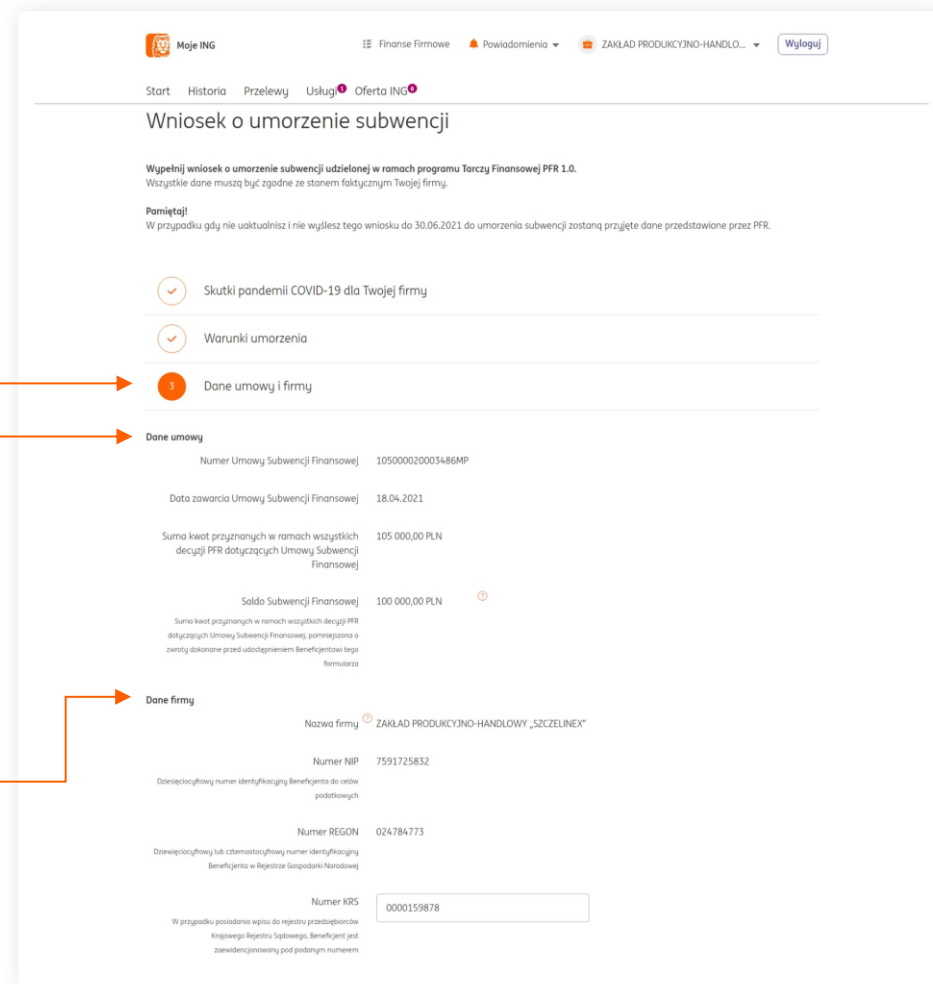 Moje ING
Finanse Firmowe
Powiadomienia
ZAKŁAD PRODUKCYJNO-HANDLO...
Wyloguj
Start Historia Przelewy Usługi Oferta ING
Wniosek o umorzenie subwencji
Wypełnij wniosek o umorzenie subwencji udzielonej w ramach programu Tarczy Finansowej PFR 1.0.
Wszystkie dane muszą być zgodne ze stanem faktycznym Twojej firmy.
Pamiętaj!
W przypadku gdy nie uaktualnisz i nie wyślesz tego wniosku do 30.06.2021 do umorzenia subwencji zostaną przyjęte dane przedstawione przez PFR.
Skutki pandemii COVID-19 dla Twojej firmy
Warunki umorzenia
3 Dane umowy i firmy
Dane umowy
Numer Umowy Subwencji Finansowej 105000020003486MP
Data zawarcia Umowy Subwencji Finansowej 18.04.2021
Suma kwot przyznanych w ramach wszystkich 105 000,00 PLN
decyzji PFR dotyczących Umowy Subwencji
Finansowej
Saldo Subwencji Finansowej 100 000,00 PLN ?
Suma kwot przyznanych w ramach wszystkich decyzji PFR
dotyczących Umowy Subwencji Finansowej, pomniejszona o
zwroty dokonane przed udostępnieniem Beneficjentowi tego
formularza
Dane firmy
Nazwa firmy ? ZAKŁAD PRODUKCYJNO-HANDLOWY „SZCZELINEX"
Numer NIP 7591725832
Dziesięciocyfrowy numer identyfikacyjny Beneficjenta do celów
podatkowych
Numer REGON 024784773
Dziewięciocyfrowy lub czternastocyfrowy numer identyfikacyjny
Beneficjenta w Rejestrze Gospodarki Narodowej
Numer KRS 0000159878
W przypadku posiadania wpisu do rejestru przedsiębiorców
Krajowego Rejestru Sądowego, Beneficjent jest
zaewidencjonowany pod podanym numerem